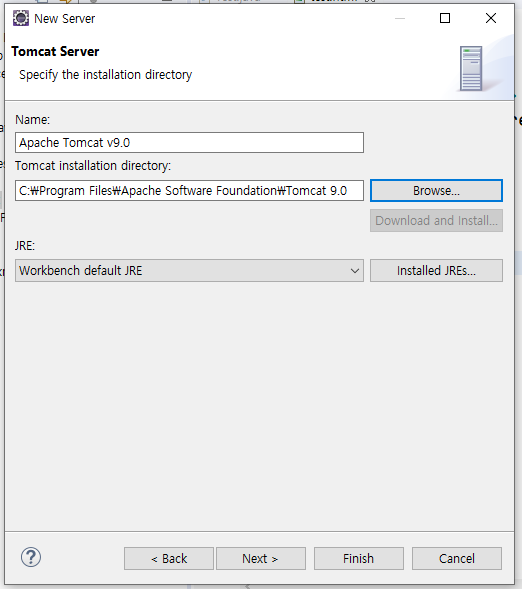 New Server
Tomcat Server
Specify the installation directory
Name:
Apache Tomcat v9.0
Tomcat installation directory:
C:₩Program Files₩Apache Software Foundation₩Tomcat 9.0
Browse...
Download and Install...
JRE:
Workbench default JRE
Installed JREs...
?
< Back
Next >
Finish
Cancel